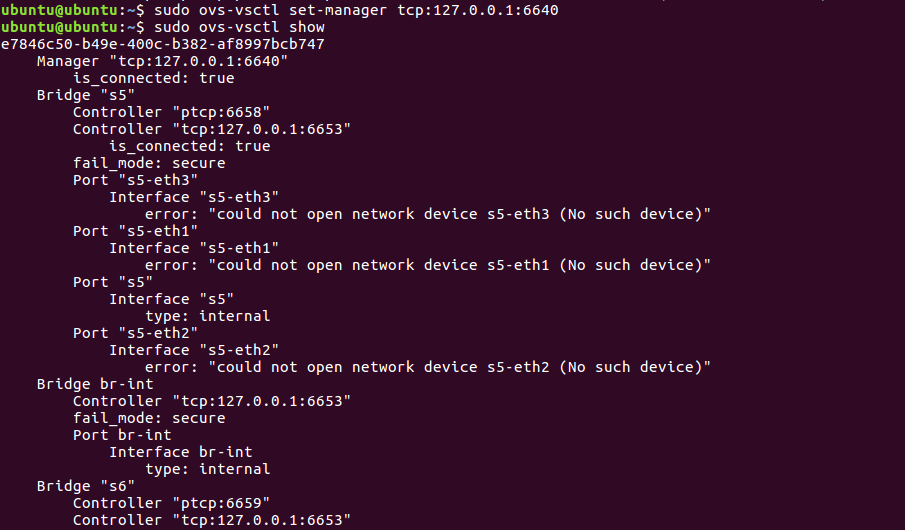 ubuntu@ubuntu:~$ sudo ovs-vsctl set-manager tcp:127.0.0.1:6640
ubuntu@ubuntu:~$ sudo ovs-vsctl show
e7846c50-b49e-400c-b382-af8997bcb747
    Manager "tcp:127.0.0.1:6640"
        is_connected: true
    Bridge "s5"
        Controller "ptcp:6658"
        Controller "tcp:127.0.0.1:6653"
            is_connected: true
        fail_mode: secure
        Port "s5-eth3"
            Interface "s5-eth3"
                error: "could not open network device s5-eth3 (No such device)"
        Port "s5-eth1"
            Interface "s5-eth1"
                error: "could not open network device s5-eth1 (No such device)"
        Port "s5"
            Interface "s5"
                type: internal
        Port "s5-eth2"
            Interface "s5-eth2"
                error: "could not open network device s5-eth2 (No such device)"
    Bridge br-int
        Controller "tcp:127.0.0.1:6653"
        fail_mode: secure
        Port br-int
            Interface br-int
                type: internal
    Bridge "s6"
        Controller "ptcp:6659"
        Controller "tcp:127.0.0.1:6653"